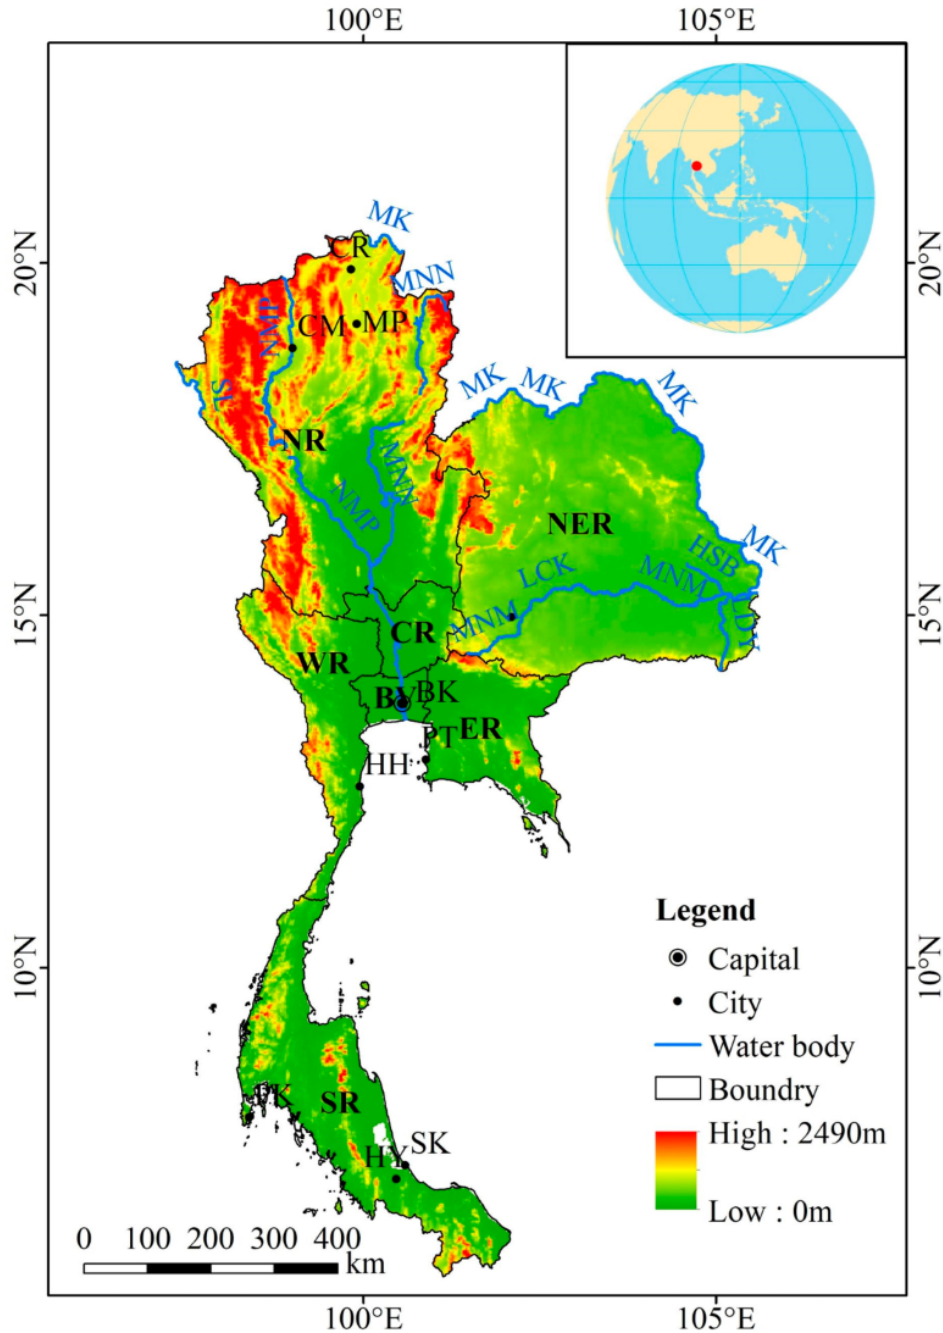 100°E
105°E
MK
CR
20°N
20°N
MNN
NMP
CM
MP
SL
MK
MK
MK
NR
MNN
NMP
NER
MK
HSB
LCK
MNM
15°N
15°N
MNM
LDY
CR
WR
BV
BK
ER
PT
HH
Legend
10°N
10°N
Capital
City
Water body
Boundry
PK
SR
High : 2490m
SK
HY
Low : 0m
0 100 200 300 400
km
100°E
105°E